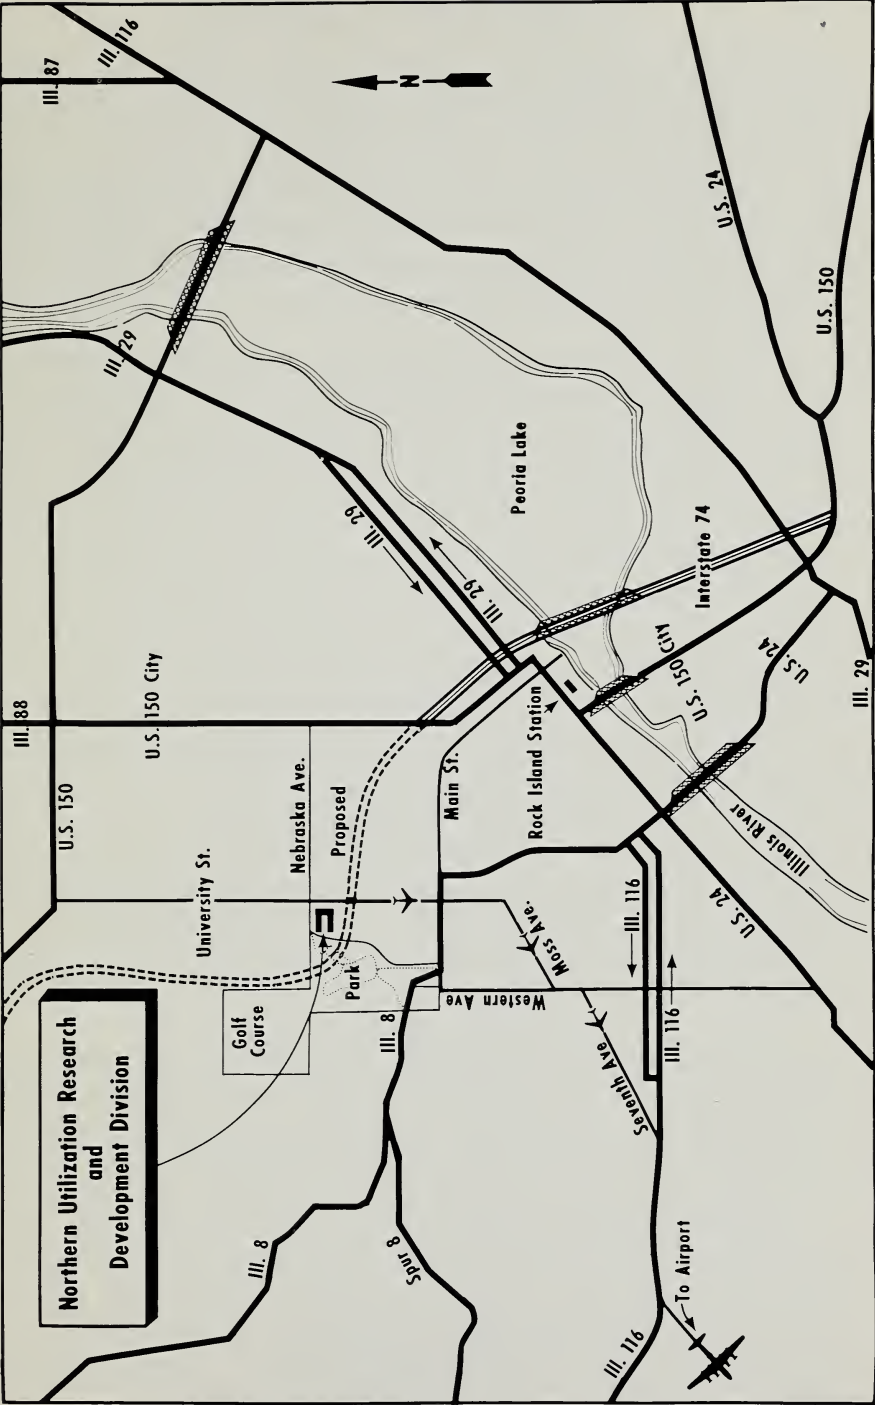 Northern Utilization Research
and
Development Division
Ill. 88
U.S. 150
U.S. 150 City
University St.
Nebraska Ave.
Proposed
Golf
Course
Park
Main St.
Ill. 8
Ill. 8
Spur 8
Western Ave
Moss Ave.
Seventh Ave
Ill. 116
Ill. 116
Ill. 116
To Airport
Rock Island Station
U.S. 24
Illinois River
Ill. 87
Ill. 116
N
Ill. 29
Ill. 29
Ill. 29
Peoria Lake
Interstate 74
U.S. 150 City
U.S. 24
Ill. 29
U.S. 24
U.S. 150